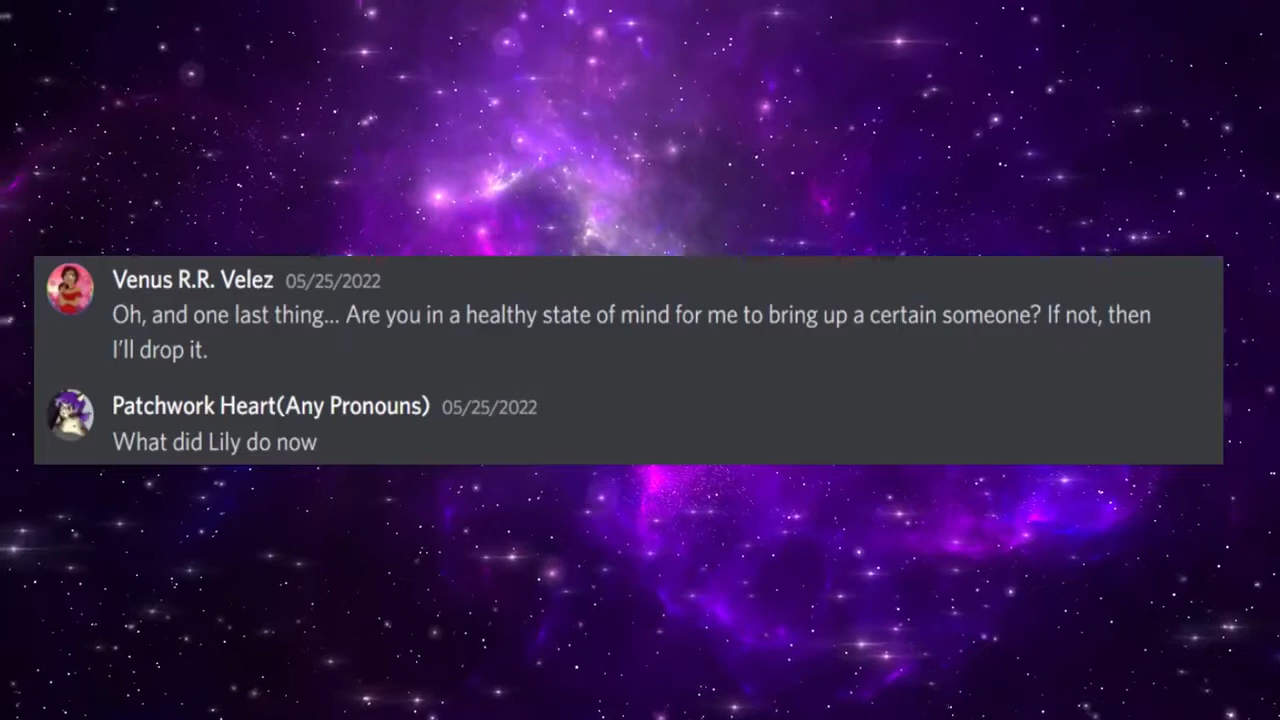 Venus R.R. Velez 05/25/2022
Oh, and one last thing... Are you in a healthy state of mind for me to bring up a certain someone? If not, then
I'll drop it.
Patchwork Heart(Any Pronouns) 05/25/2022
What did Lily do now